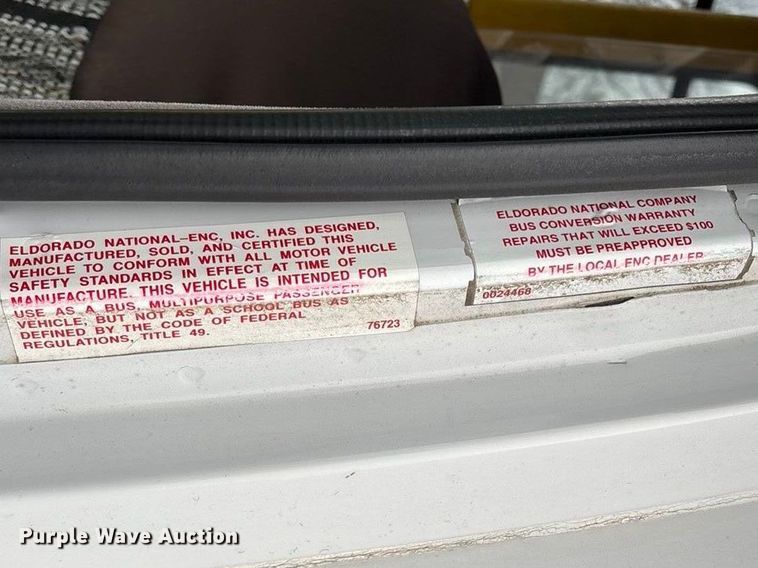 ELDORADO NATIONAL-ENC, INC. HAS DESIGNED,
MANUFACTURED, SOLD, AND CERTIFIED THIS
VEHICLE TO CONFORM WITH ALL MOTOR VEHICLE
SAFETY STANDARDS IN EFFECT AT TIME OF
MANUFACTURE. THIS VEHICLE IS INTENDED FOR
USE AS A BUS, MULTIPURPOSE PASSENGER
VEHICLE, BUT NOT AS A SCHOOL BUS AS
DEFINED BY THE CODE OF FEDERAL
REGULATIONS, TITLE 49.
76723
ELDORADO NATIONAL COMPANY
BUS CONVERSION WARRANTY
REPAIRS THAT WILL EXCEED $100
MUST BE PREAPPROVED
BY THE LOCAL ENC DEALER
0024468
Purple Wave Auction